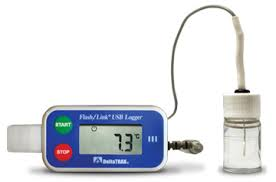 Flash/Link® USB Logger
START
7.3°C
STOP
DeltaTRAK®